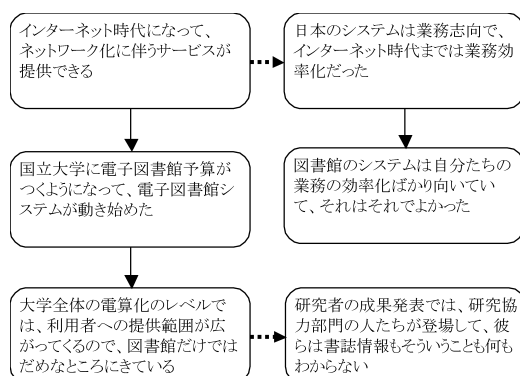 インターネット時代になって、
ネットワーク化に伴うサービスが
提供できる
日本のシステムは業務志向で、
インターネット時代までは業務効
率化だった
国立大学に電子図書館予算が
つくようになって、電子図書館シ
ステムが動き始めた
図書館のシステムは自分たちの
業務の効率化ばかり向いてい
て、それはそれでよかった
大学全体の電算化のレベルで
は、利用者への提供範囲が広
がってくるので、図書館だけでは
だめなところにきている
研究者の成果発表では、研究協
力部門の人たちが登場して、彼
らは書誌情報もそういうことも何も
わからない